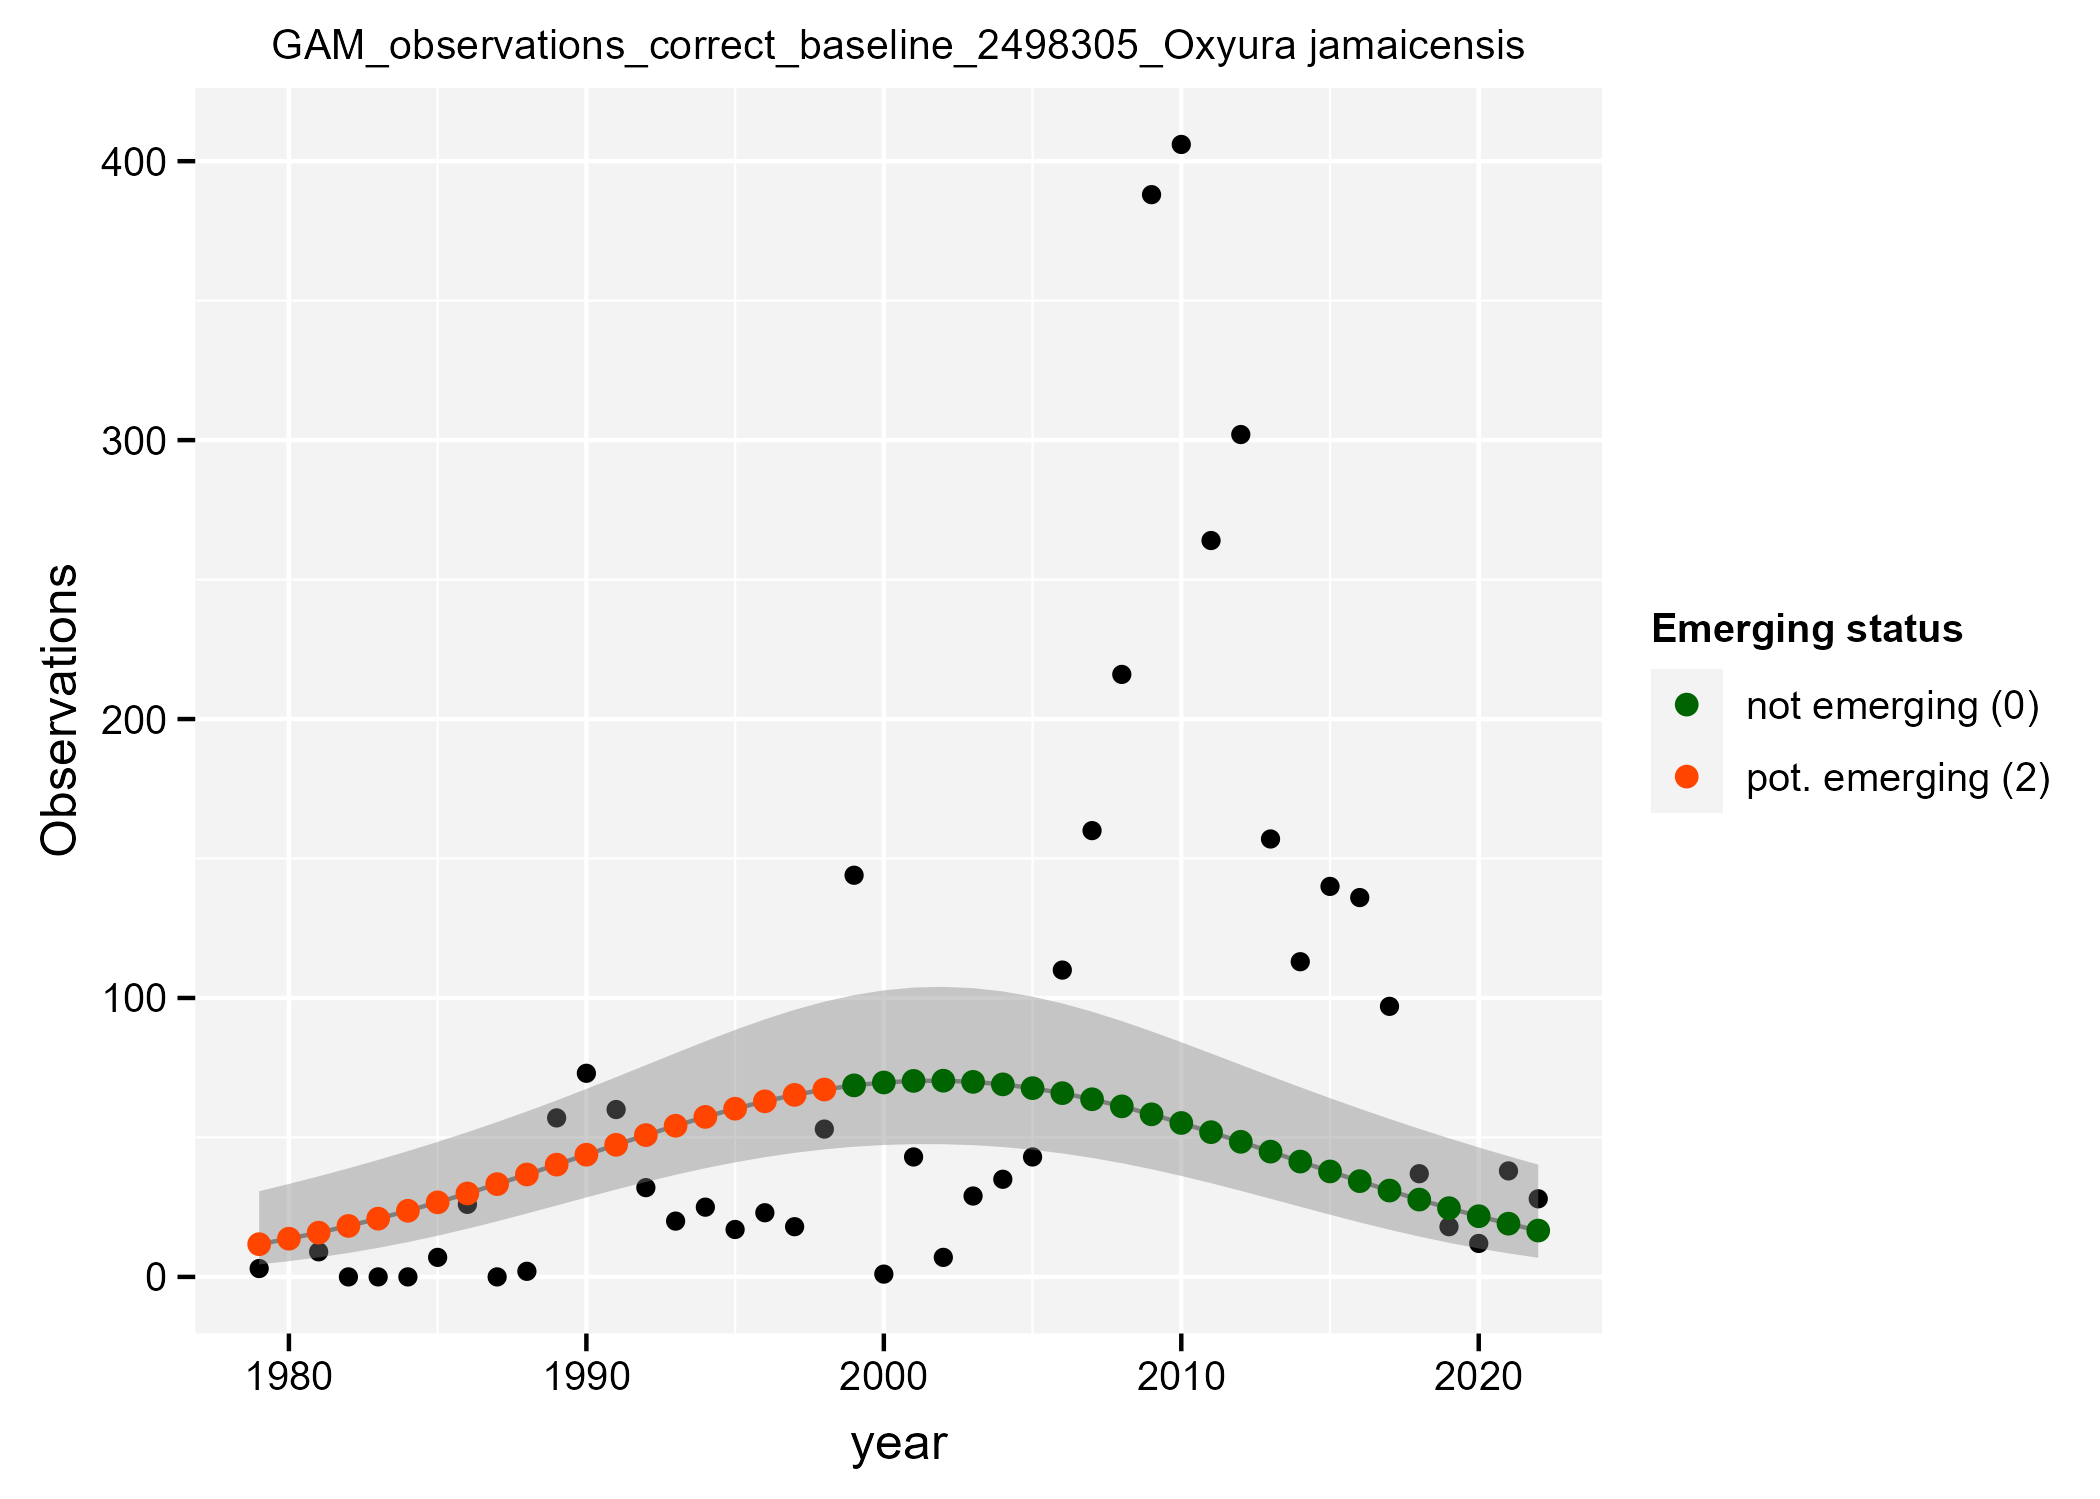 GAM_observations_correct_baseline_2498305_Oxyura jamaicensis
400
300
200
100
0
Observations
1980 1990 2000 2010 2020
year
Emerging status
not emerging (0)
pot. emerging (2)